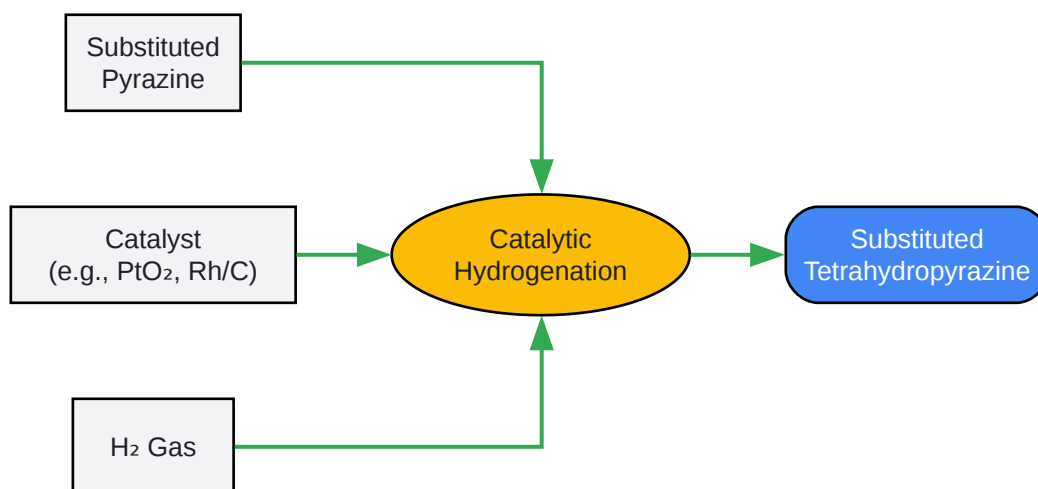 Substituted
Pyrazine
Catalyst
(e.g., PtO₂, Rh/C)
Catalytic
Hydrogenation
Substituted
Tetrahydropyrazine
H₂ Gas